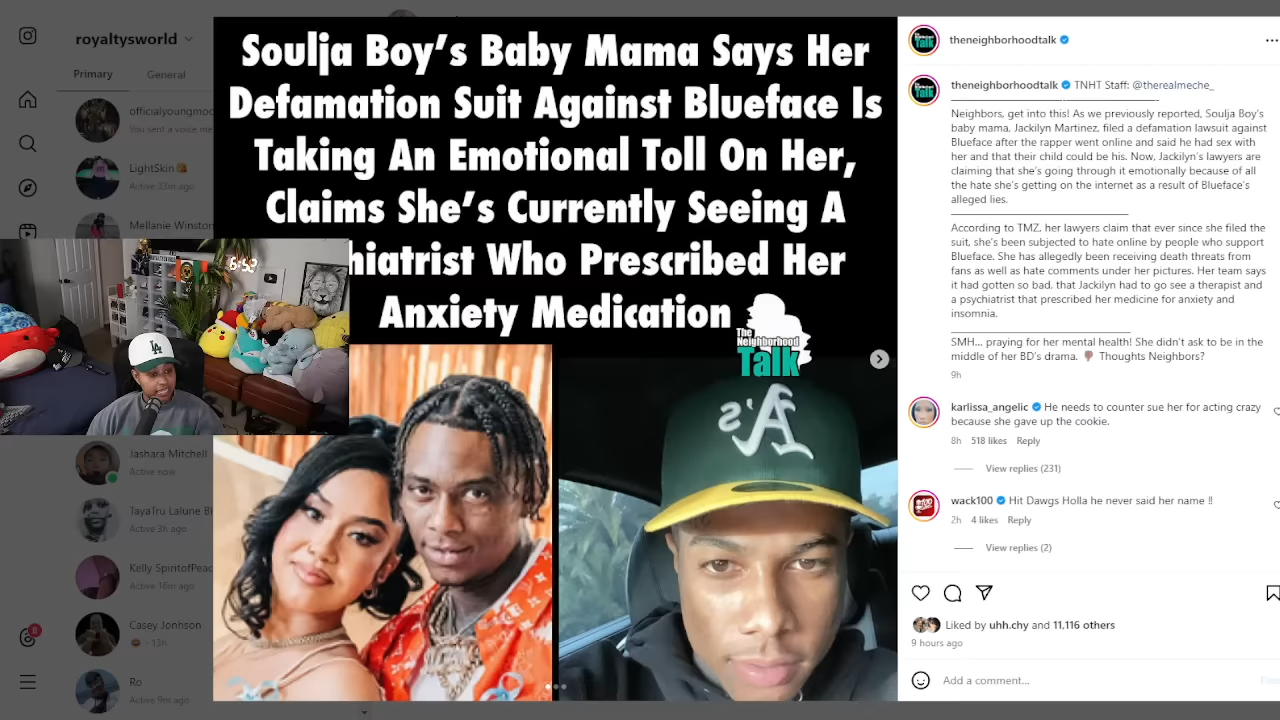 royaltysworld
Primary
General
officialyoungmoc
You sent a voice me
LightSkin
Active 33m ago
Mellanie Winston
Jashara Mitchell
Active now
TayaTru Lalune B
Active 3h ago
Kelly SpiritofPeac
Active 16m ago
Casey Jonhson
· 13h
Ro
Active 9m ago
8
6:52
LA
Soulja Boy's Baby Mama Says Her
Defamation Suit Against Blueface Is
Taking An Emotional Toll On Her,
Claims She's Currently Seeing A
hiatrist Who Prescribed Her
Anxiety Medication
The
Neighborhood
Talk
A's
theneighborhoodtalk
theneighborhoodtalk TNHT Staff: @therealmeche_
Neighbors, get into this! As we previously reported, Soulja Boy's
baby mama, Jackilyn Martinez, filed a defamation lawsuit against
Blueface after the rapper went online and said he had sex with
her and that their child could be his. Now, Jackilyn's lawyers are
claiming that she's going through it emotionally because of all
the hate she's getting on the internet as a result of Blueface's
alleged lies.
According to TMZ, her lawyers claim that ever since she filed the
suit, she's been subjected to hate online by people who support
Blueface. She has allegedly been receiving death threats from
fans as well as hate comments under her pictures. Her team says
it had gotten so bad, that Jackilyn had to go see a therapist and
a psychiatrist that prescribed her medicine for anxiety and
insomnia.
SMH... praying for her mental health! She didn't ask to be in the
middle of her BD's drama. Thoughts Neighbors?
9h
karlissa_angelic He needs to counter sue her for acting crazy
because she gave up the cookie.
8h 518 likes Reply
View replies (231)
wack100 Hit Dawgs Holla he never said her name !!
2h 4 likes Reply
View replies (2)
Liked by uhh.chy and 11,116 others
9 hours ago
Add a comment...